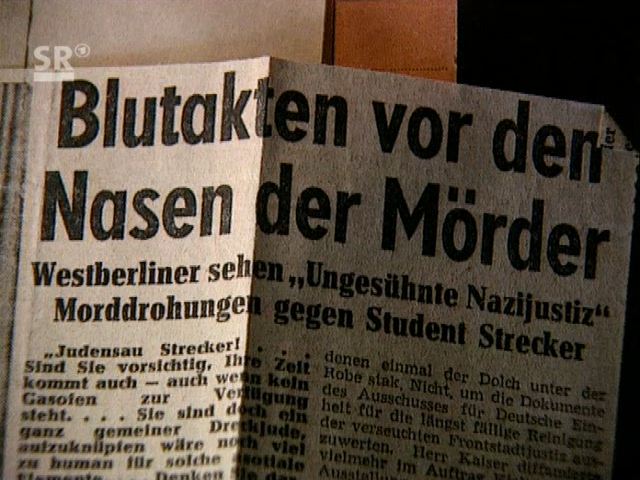 SR
Blutakten vor den
Nasen der Mörder
Westberliner sehen „Ungesühnte Nazijustiz“
Morddrohungen gegen Student Strecker
„Judensau Strecker! . . .
Sind Sie vorsichtig, Ihre Zeit
kommt auch — auch wenn kein
Gasofen zur Verfügung
steht. . . . Sie sind doch ein
ganz gemeiner Dreckjude,
aufzuknüpfen wäre noch viel
zu human für solche
Denken Sie
denen einmal der Dolch unter der
Robe stak. Nicht, um die Dokumente
des Ausschusses für Deutsche Ein-
heit für die längst fällige Reinigung
der verseuchten Frontstadtjustiz aus-
zuwerten. Herr Kaiser diffamierte
vielmehr im Auftrag